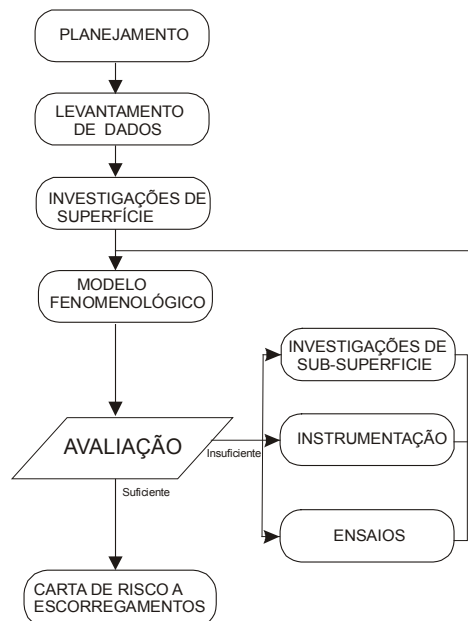 PLANEJAMENTO
LEVANTAMENTO
DE DADOS
INVESTIGAÇÕES DE
SUPERFÍCIE
MODELO
FENOMENOLÓGICO
AVALIAÇÃO
Insuficiente
Suficiente
INVESTIGAÇÕES DE
SUB-SUPERFICIE
INSTRUMENTAÇÃO
ENSAIOS
CARTA DE RISCO A
ESCORREGAMENTOS